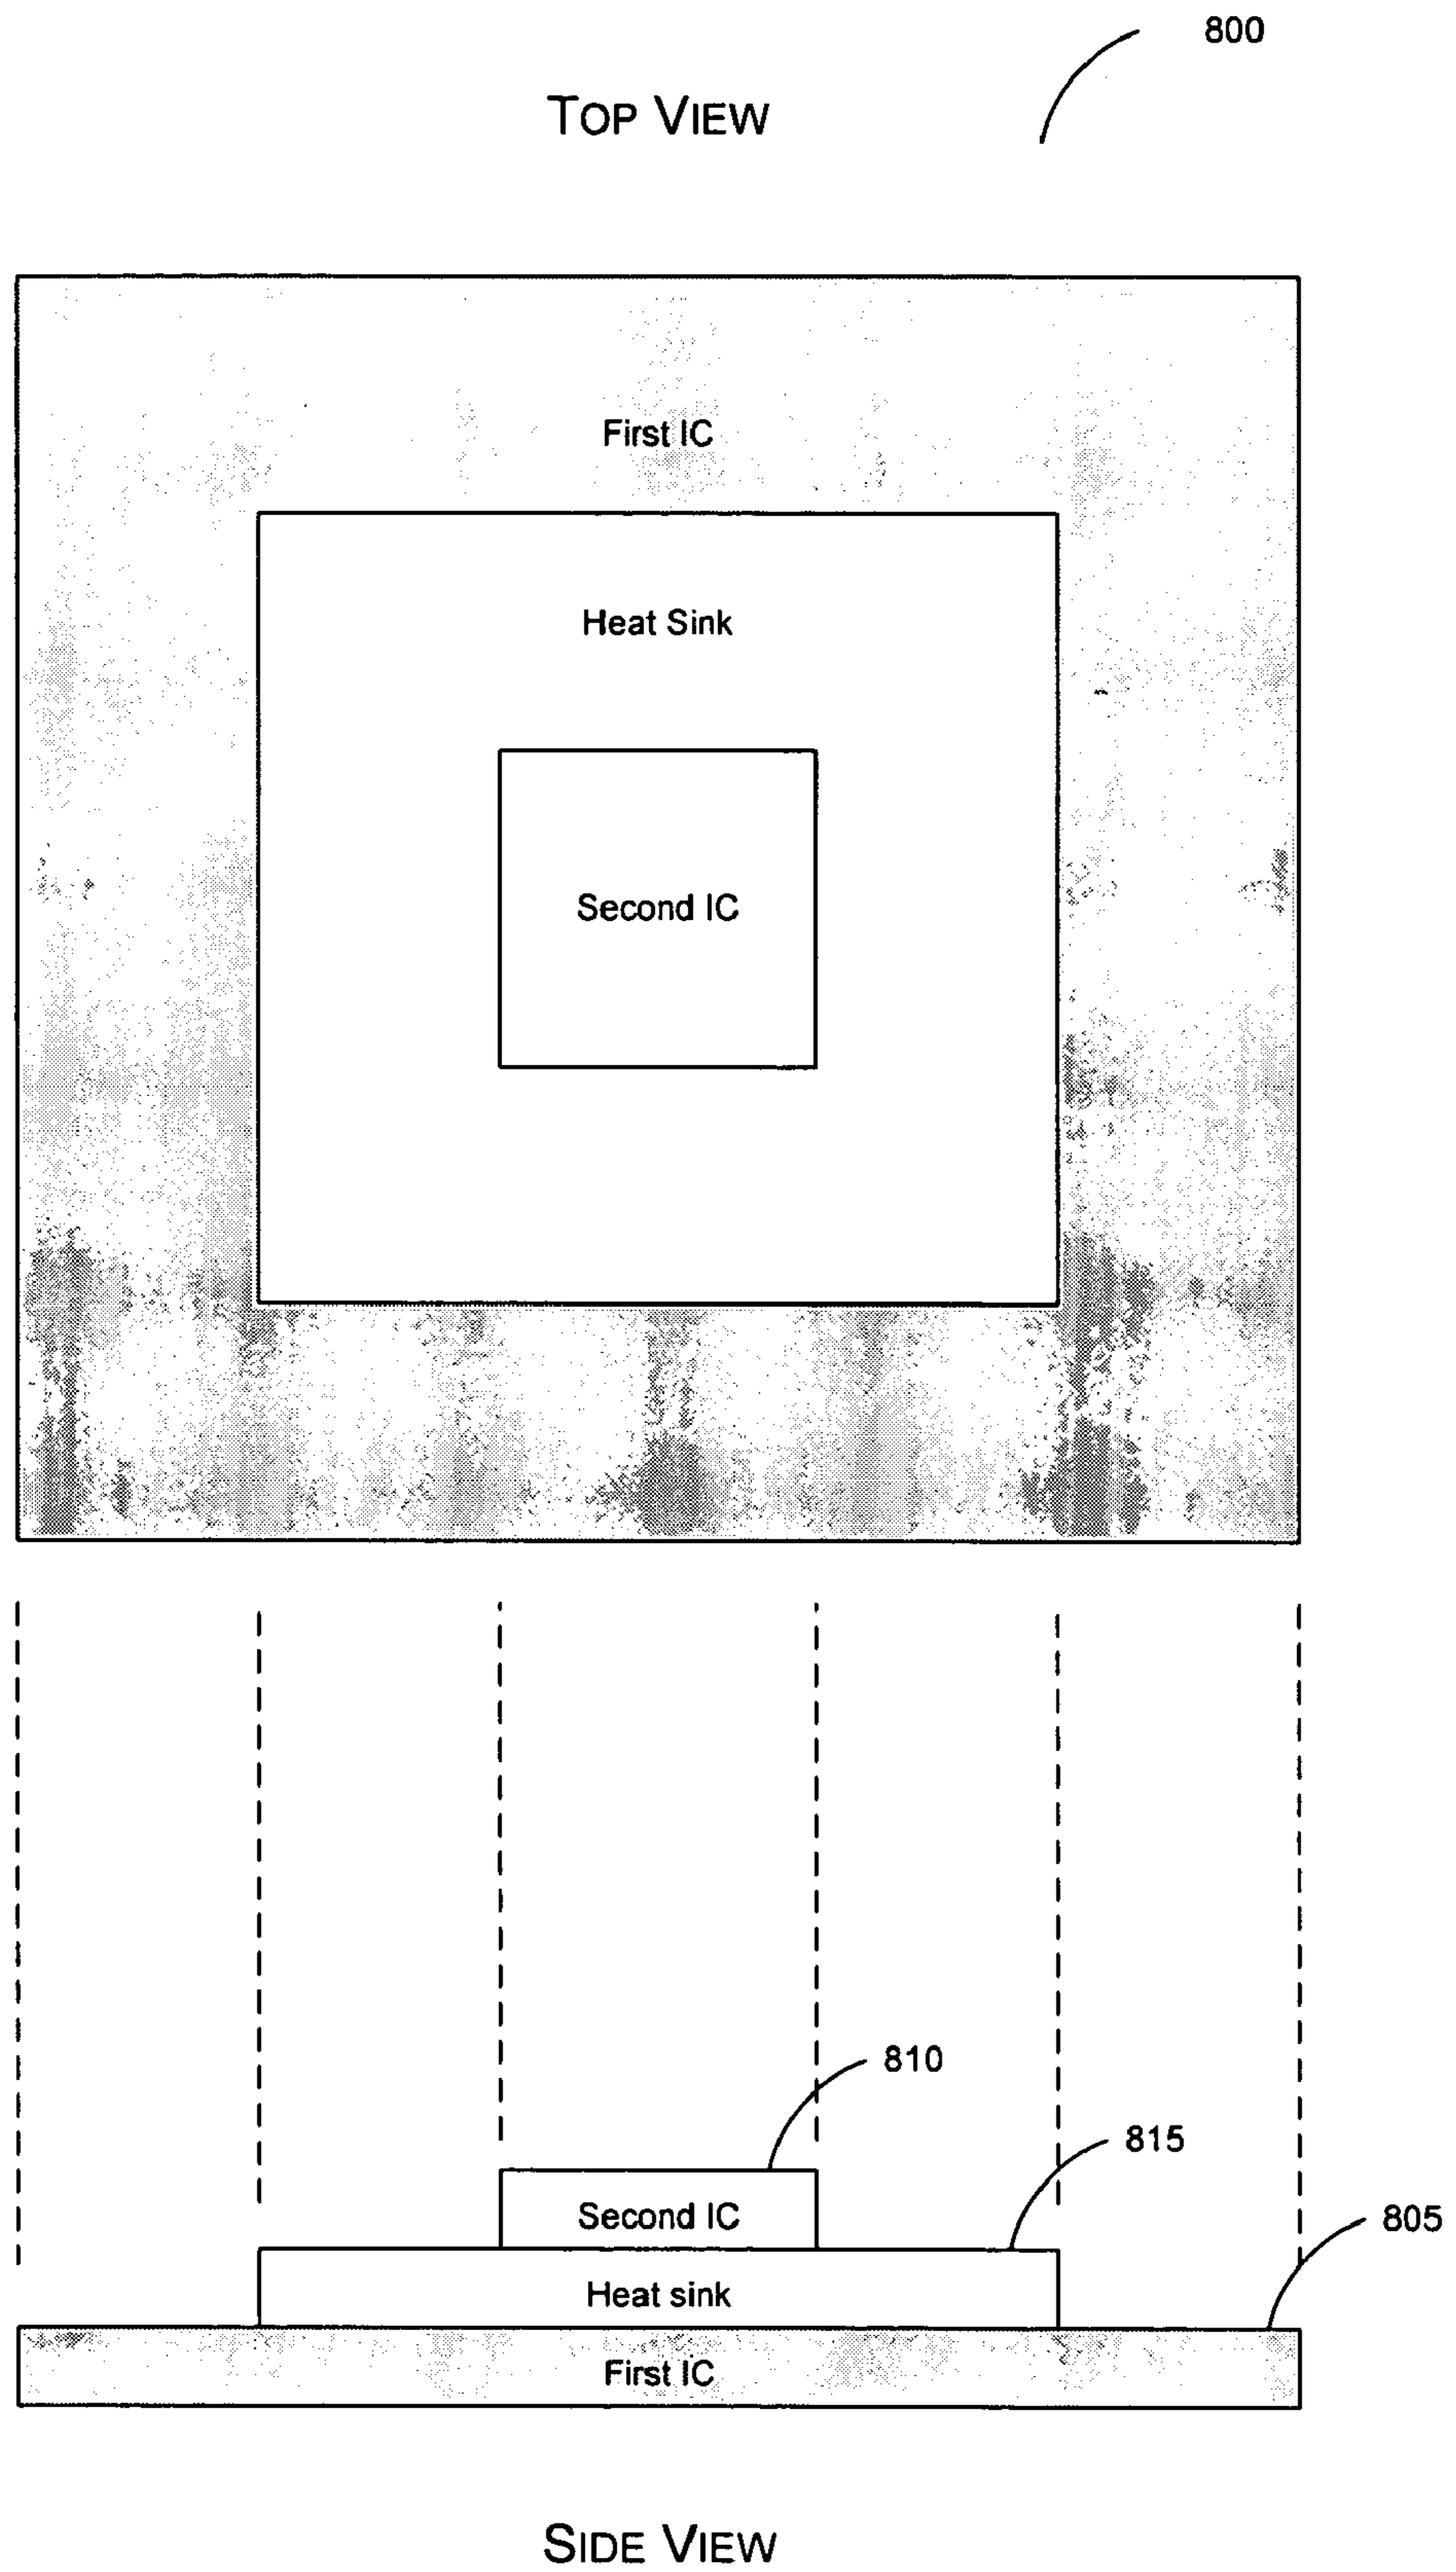 800
TOP VIEW
First IC
Heat Sink
Second IC
810
815
Second IC
805
Heat sink
First IC
SIDE VIEW